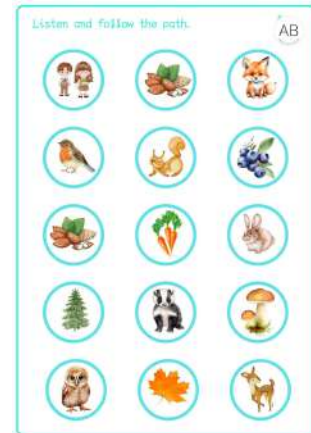 Listen and follow the path.
AB